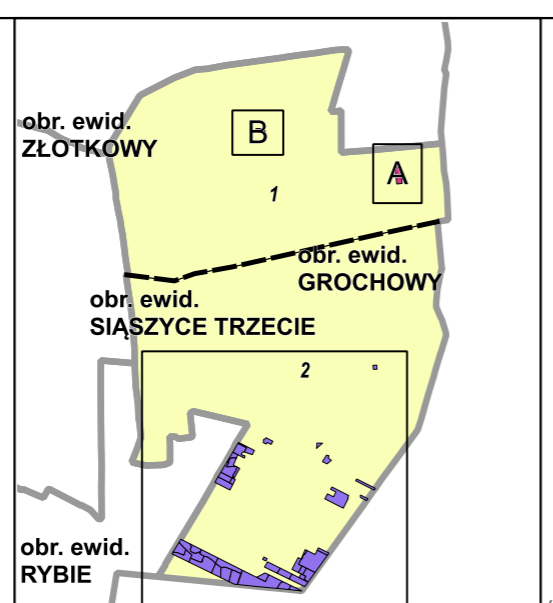 obr. ewid.
ZŁOTKOWY
B
A
1
obr. ewid.
GROCHOWY
obr. ewid.
SIĄSZYCE TRZECIE
2
obr. ewid.
RYBIE